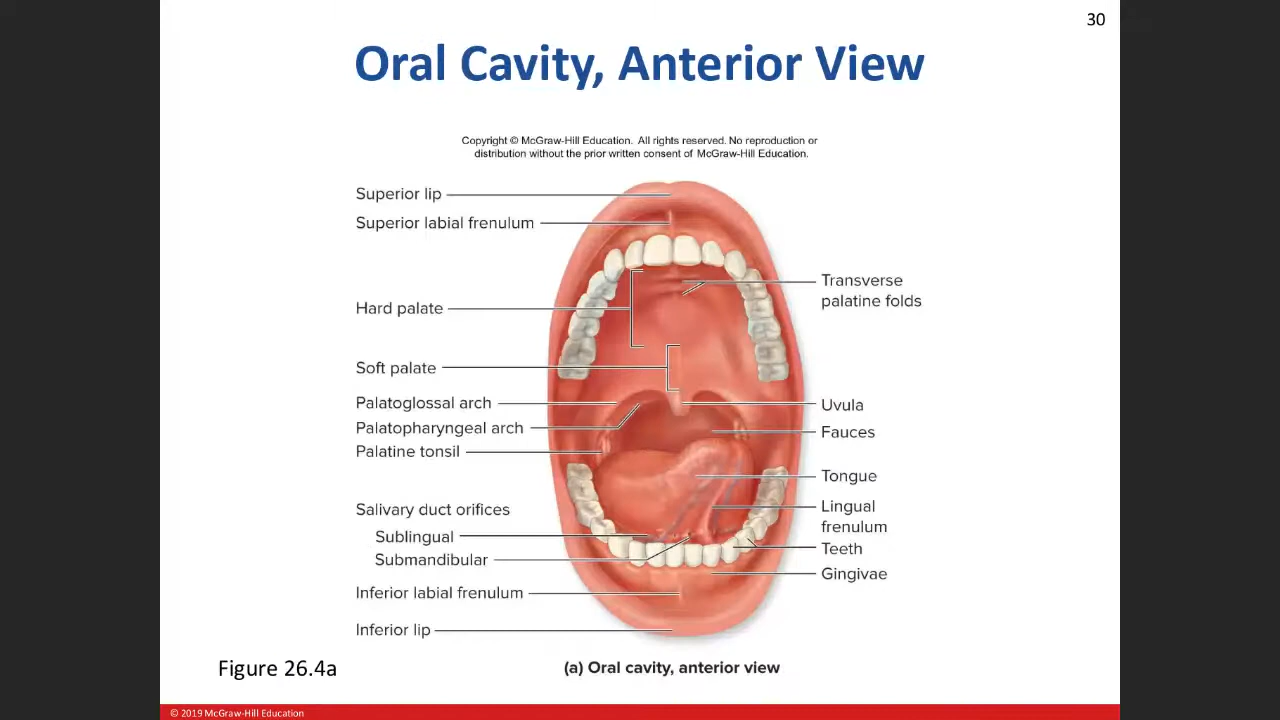 30
Oral Cavity, Anterior View
Copyright © McGraw-Hill Education. All rights reserved. No reproduction or
distribution without the prior written consent of McGraw-Hill Education.
Superior lip
Superior labial frenulum
Hard palate
Soft palate
Palatoglossal arch
Palatopharyngeal arch
Palatine tonsil
Salivary duct orifices
Sublingual
Submandibular
Inferior labial frenulum
Inferior lip
Transverse
palatine folds
Uvula
Fauces
Tongue
Lingual
frenulum
Teeth
Gingivae
Figure 26.4a
(a) Oral cavity, anterior view
© 2019 McGraw-Hill Education